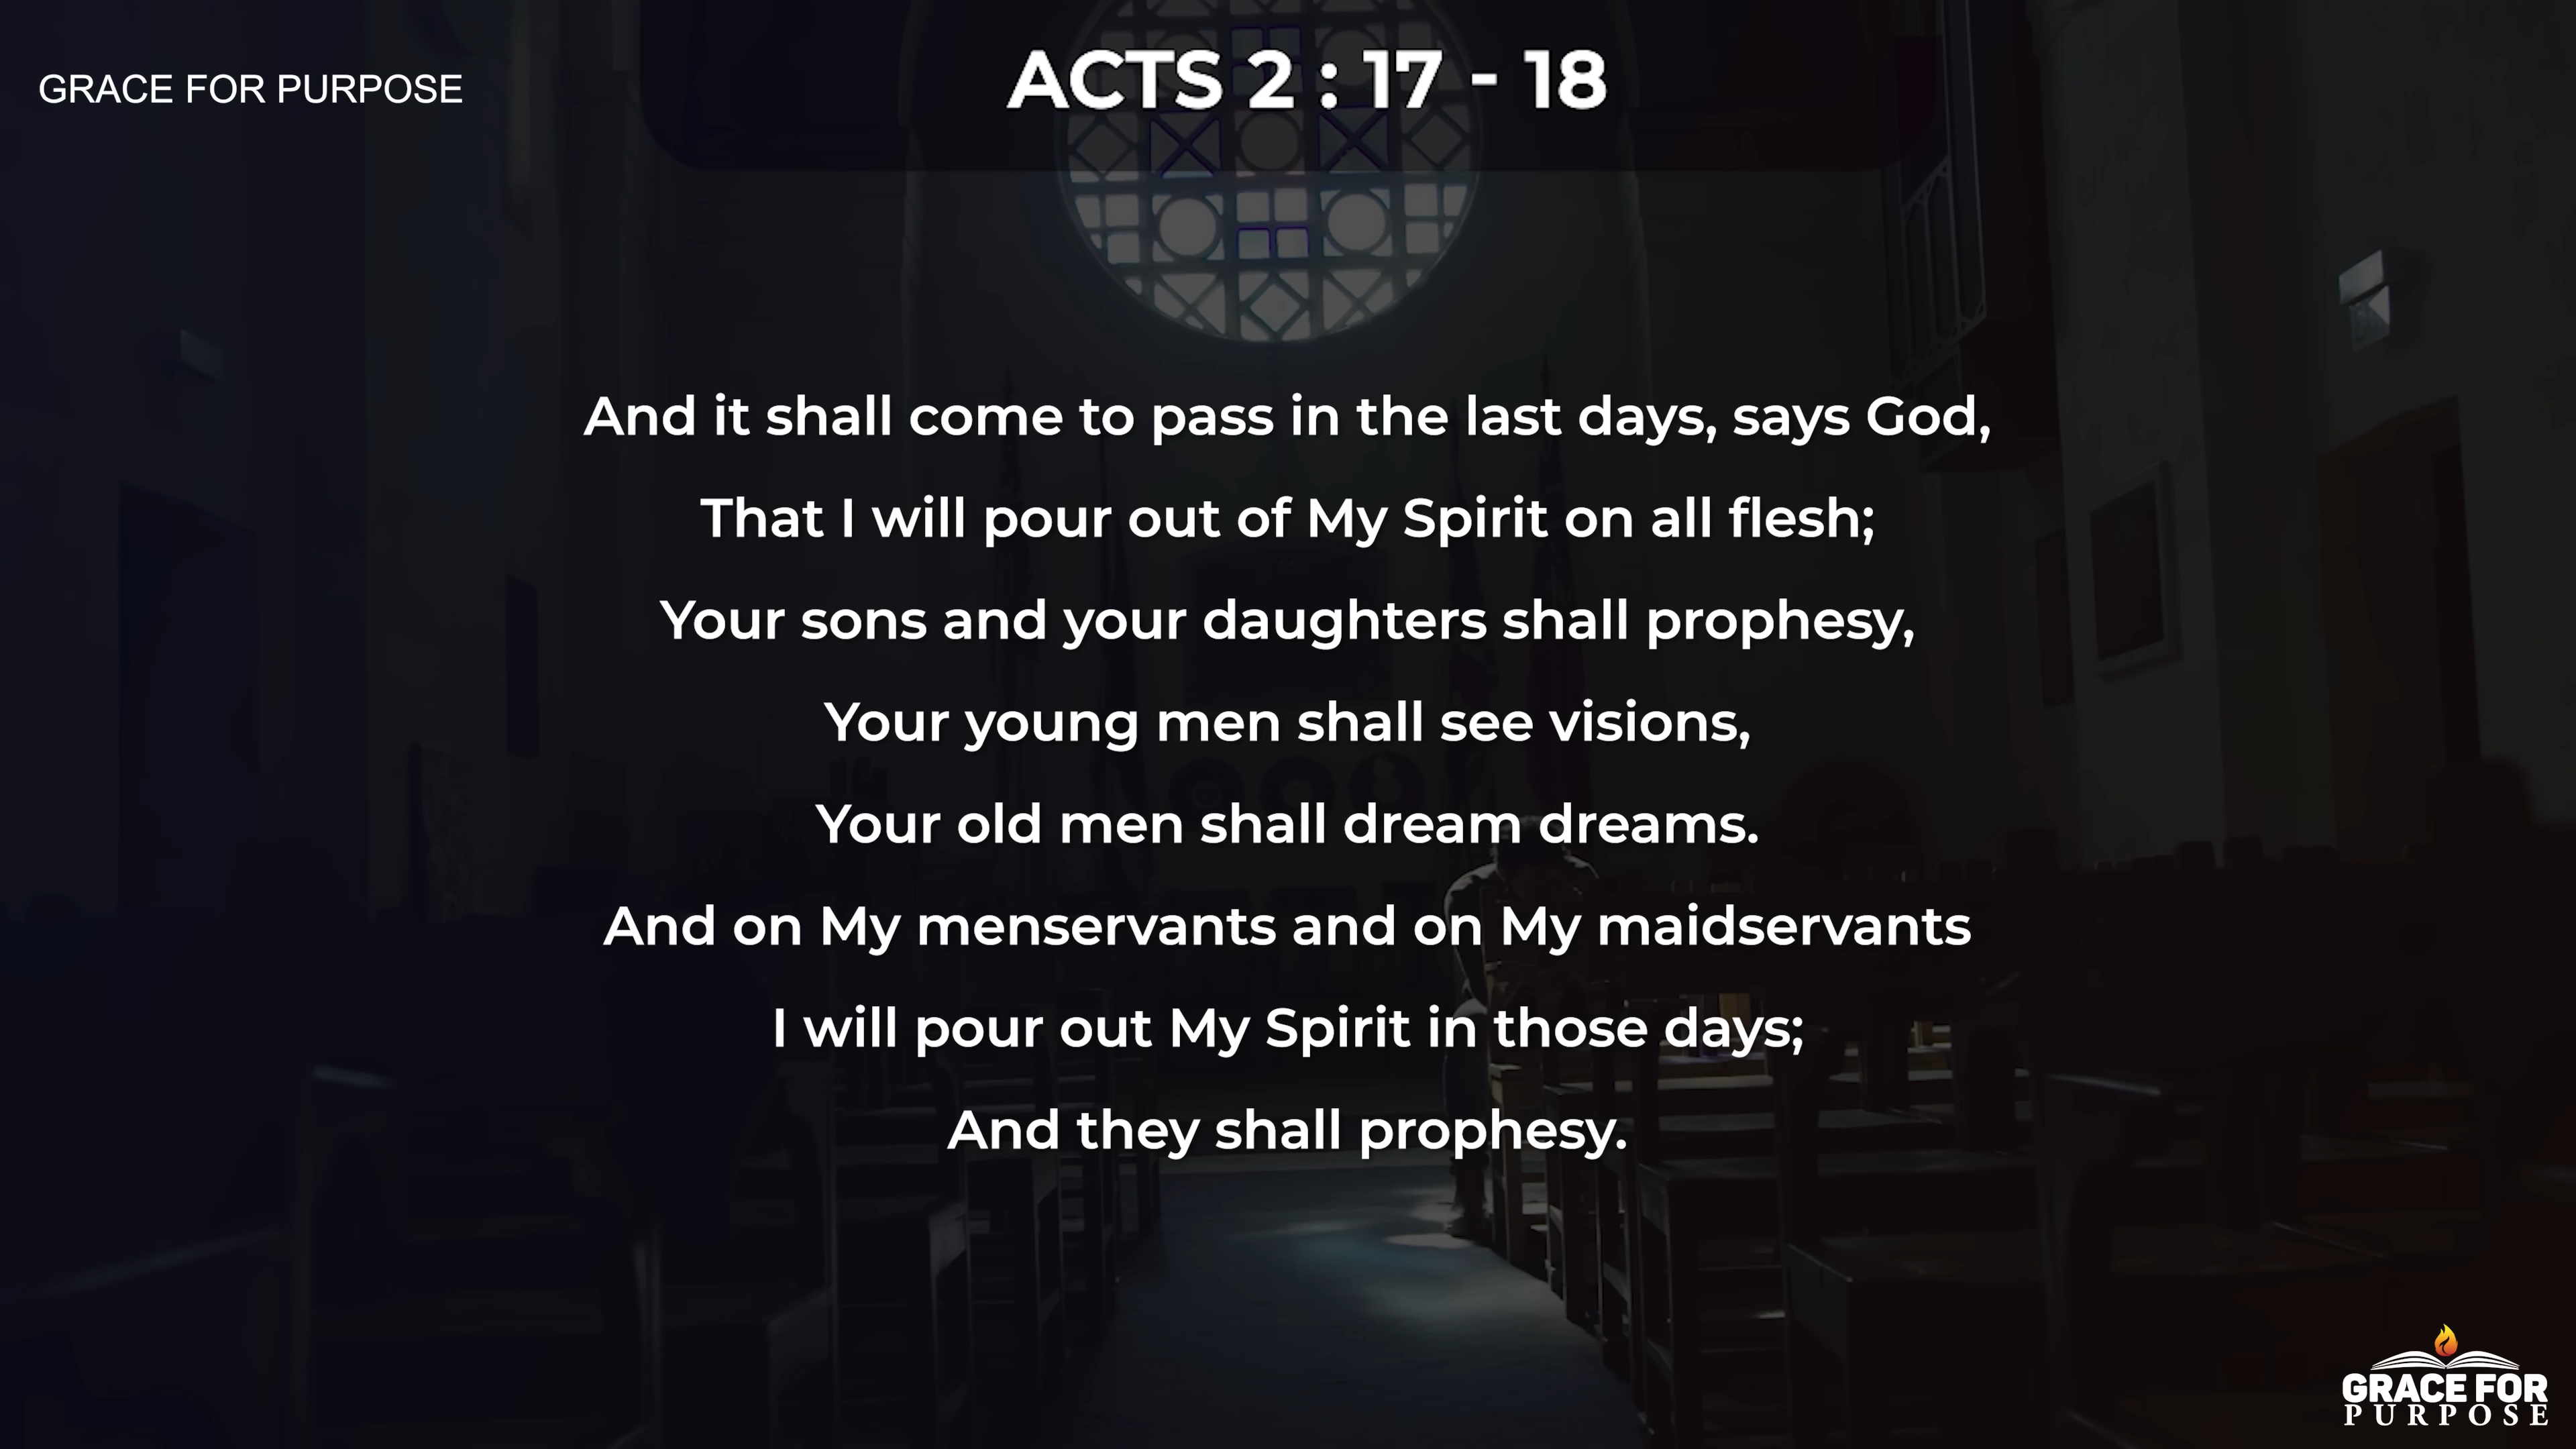 GRACE FOR PURPOSE
ACTS 2 : 17 - 18
And it shall come to pass in the last days, says God,
That I will pour out of My Spirit on all flesh;
Your sons and your daughters shall prophesy,
Your young men shall see visions,
Your old men shall dream dreams.
And on My menservants and on My maidservants
I will pour out My Spirit in those days;
And they shall prophesy.
GRACE FOR
PURPOSE